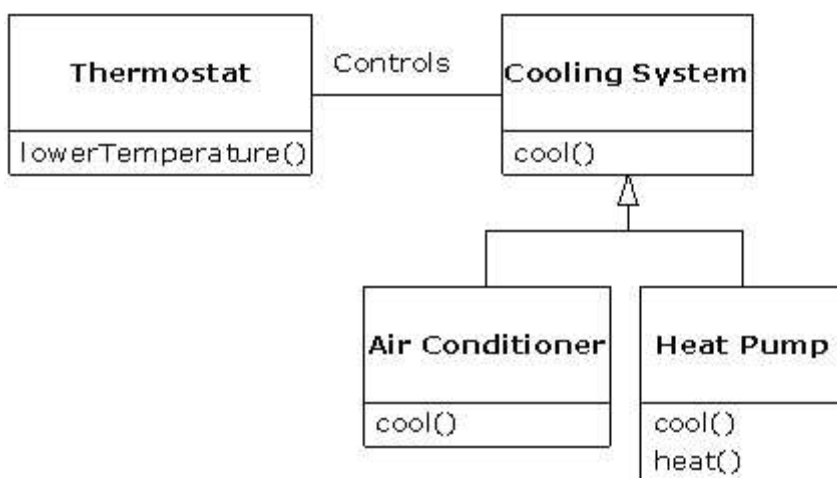 Thermostat
lowerTemperature()
Controls
Cooling System
cool()
Air Conditioner
cool()
Heat Pump
cool()
heat()